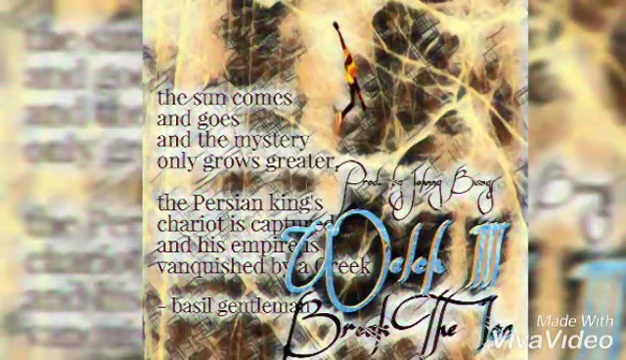 the sun comes
and goes
and the mystery
only grows greater.
Prod. by Johnny
the Persian king's
chariot is captured
and his empire is
vanquished by a Greek
Welch III
- basil gentleman
Break The
Made With
VivaVideo